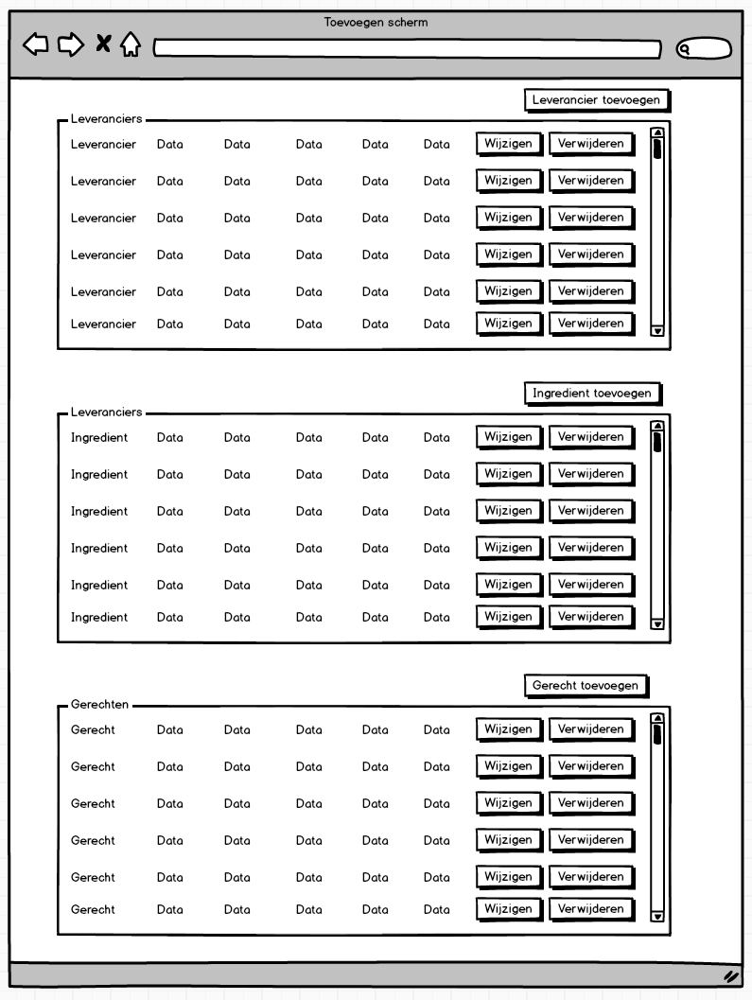 Toevoegen scherm
Leverancier toevoegen
Leveranciers
Leverancier Data Data Data Data Data Wijzigen Verwijderen
Leverancier Data Data Data Data Data Wijzigen Verwijderen
Leverancier Data Data Data Data Data Wijzigen Verwijderen
Leverancier Data Data Data Data Data Wijzigen Verwijderen
Leverancier Data Data Data Data Data Wijzigen Verwijderen
Leverancier Data Data Data Data Data Wijzigen Verwijderen
Ingredient toevoegen
Leveranciers
Ingredient Data Data Data Data Data Wijzigen Verwijderen
Ingredient Data Data Data Data Data Wijzigen Verwijderen
Ingredient Data Data Data Data Data Wijzigen Verwijderen
Ingredient Data Data Data Data Data Wijzigen Verwijderen
Ingredient Data Data Data Data Data Wijzigen Verwijderen
Ingredient Data Data Data Data Data Wijzigen Verwijderen
Gerecht toevoegen
Gerechten
Gerecht Data Data Data Data Data Wijzigen Verwijderen
Gerecht Data Data Data Data Data Wijzigen Verwijderen
Gerecht Data Data Data Data Data Wijzigen Verwijderen
Gerecht Data Data Data Data Data Wijzigen Verwijderen
Gerecht Data Data Data Data Data Wijzigen Verwijderen
Gerecht Data Data Data Data Data Wijzigen Verwijderen